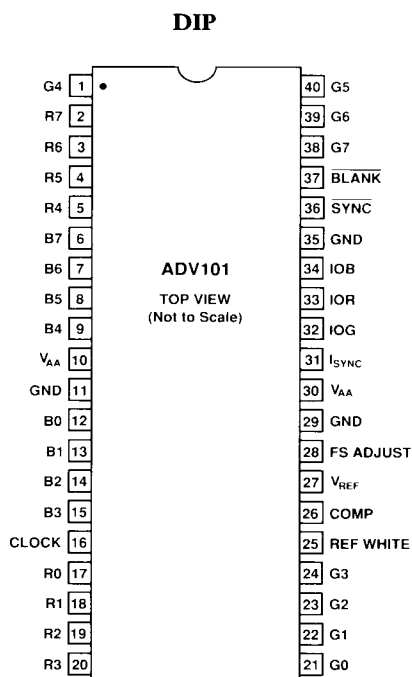 DIP
G4 1 40 G5
R7 2 39 G6
R6 3 38 G7
R5 4 37 BLANK
R4 5 36 SYNC
B7 6 35 GND
B6 7 ADV101 34 IOB
B5 8 TOP VIEW 33 IOR
B4 9 (Not to Scale) 32 IOG
VAA 10 31 ISYNC
GND 11 30 VAA
B0 12 29 GND
B1 13 28 FS ADJUST
B2 14 27 VREF
B3 15 26 COMP
CLOCK 16 25 REF WHITE
R0 17 24 G3
R1 18 23 G2
R2 19 22 G1
R3 20 21 G0